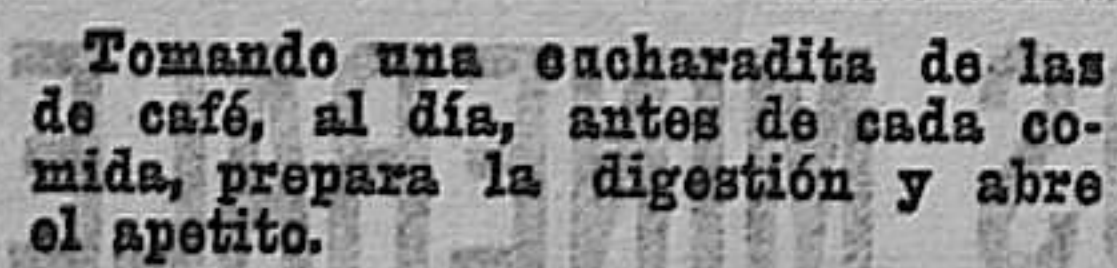 Tomando una cucharadita de las
de café, al día, antes de cada co-
mida, prepara la digestión y abre
el apetito.